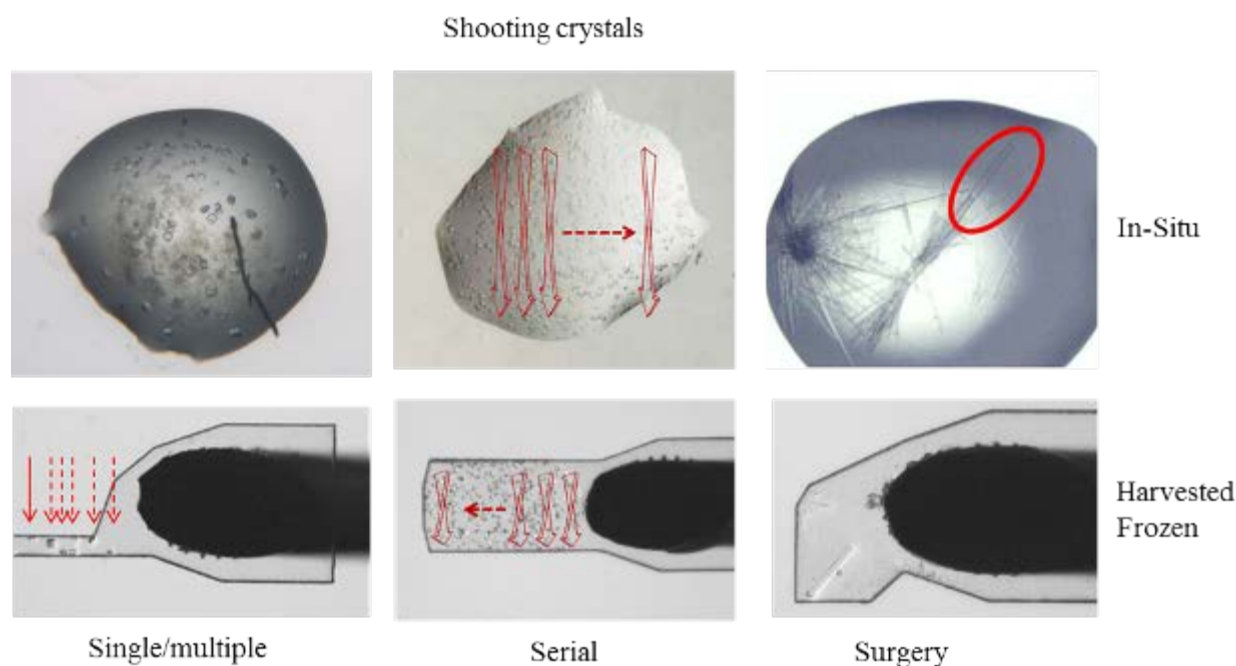 Shooting crystals
In-Situ
Harvested
Frozen
Single/multiple
Serial
Surgery